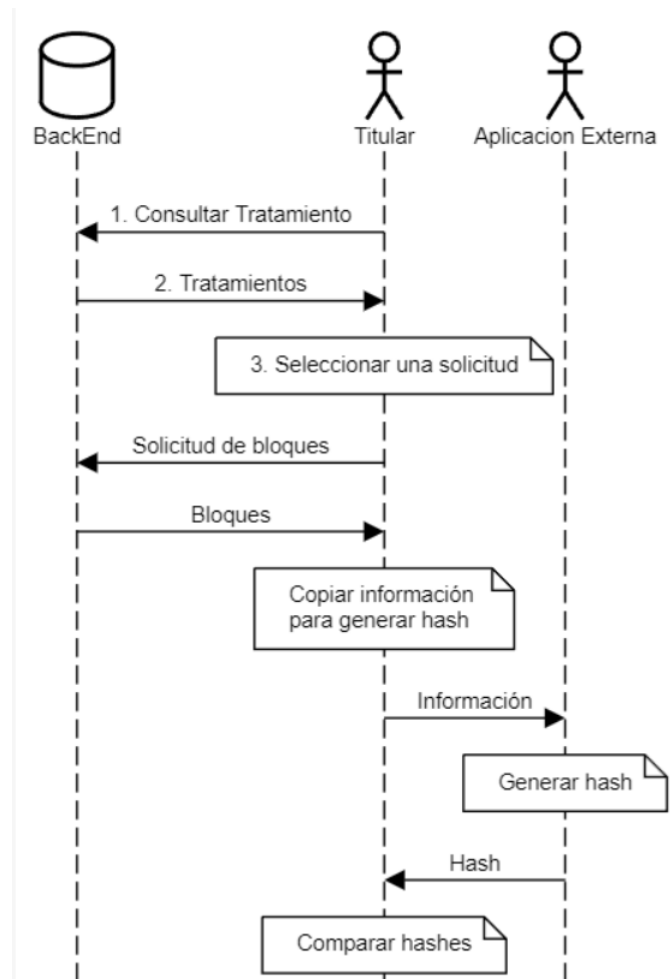 BackEnd
Titular
Aplicacion Externa
1. Consultar Tratamiento
2. Tratamientos
3. Seleccionar una solicitud
Solicitud de bloques
Bloques
Copiar información
para generar hash
Información
Generar hash
Hash
Comparar hashes